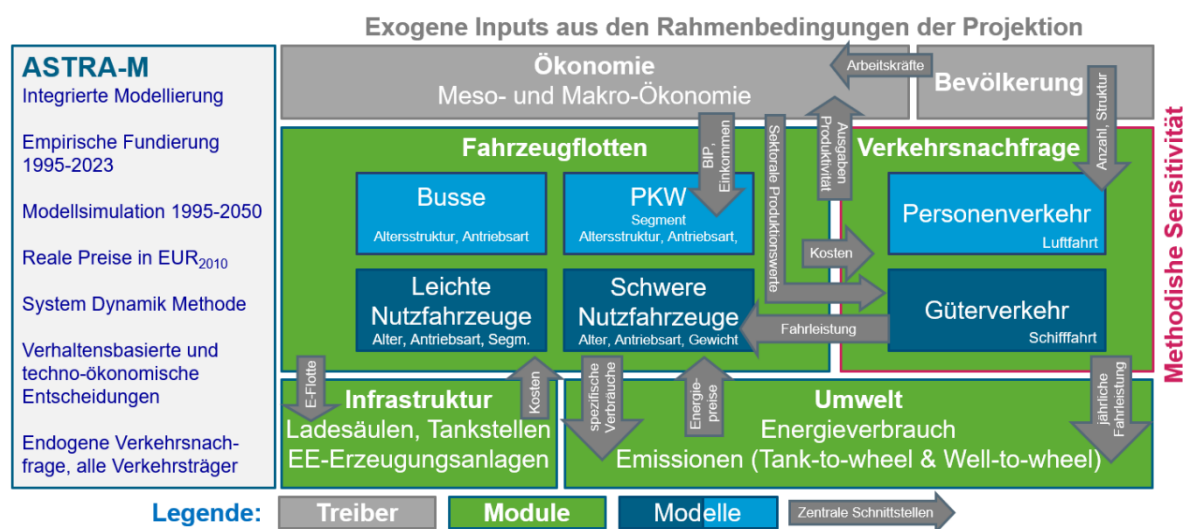 Exogene Inputs aus den Rahmenbedingungen der Projektion
ASTRA-M
Integrierte Modellierung
Empirische Fundierung
1995-2023
Modellsimulation 1995-2050
Reale Preise in EUR2010
System Dynamik Methode
Verhaltensbasierte und
techno-ökonomische
Entscheidungen
Endogene Verkehrsnach-
frage, alle Verkehrsträger
Ökonomie
Meso- und Makro-Ökonomie
Arbeitskräfte
Bevölkerung
Fahrzeugflotten
BIP,
Einkommen
Sektorale Produktionswerte
Ausgaben
Produktivität
Verkehrsnachfrage
Anzahl, Struktur
Busse
Altersstruktur, Antriebsart
PKW
Segment
Altersstruktur, Antriebsart,
Personenverkehr
Luftfahrt
Kosten
Leichte
Nutzfahrzeuge
Alter, Antriebsart, Segm.
Schwere
Nutzfahrzeuge
Alter, Antriebsart, Gewicht
Fahrleistung
Güterverkehr
Schifffahrt
Methodishe Sensitivität
E-Flotte
Infrastruktur
Ladesäulen, Tankstellen
EE-Erzeugungsanlagen
Kosten
spezifische
Verbräuche
Energie-
preise
Umwelt
Energieverbrauch
Emissionen (Tank-to-wheel & Well-to-wheel)
jährliche
Fahrleistung
Legende:
Treiber
Module
Modelle
Zentrale Schnittstellen